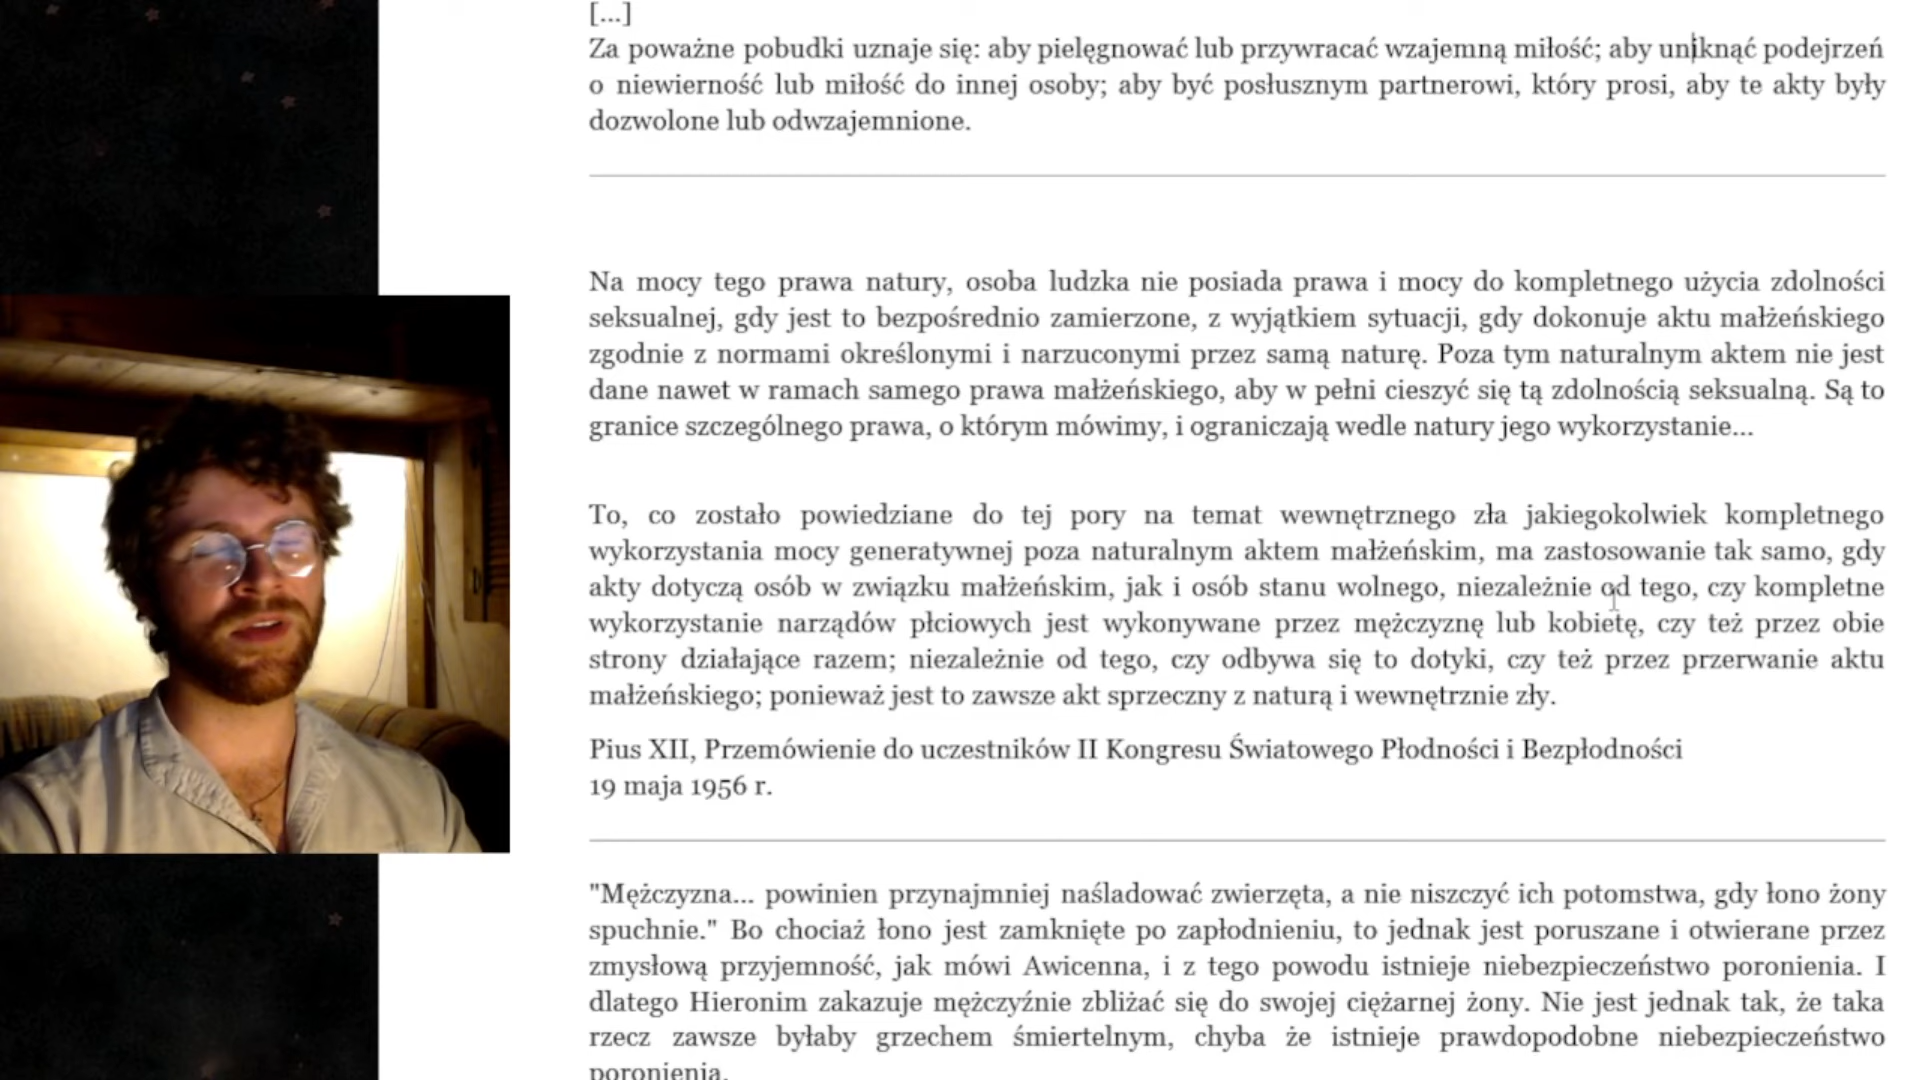 [...]
Za poważne pobudki uznaje się: aby pielęgnować lub przywracać wzajemną miłość; aby uniknąć podejrzeń
o niewierność lub miłość do innej osoby; aby być posłusznym partnerowi, który prosi, aby te akty były
dozwolone lub odwzajemnione.
Na mocy tego prawa natury, osoba ludzka nie posiada prawa i mocy do kompletnego użycia zdolności
seksualnej, gdy jest to bezpośrednio zamierzone, z wyjątkiem sytuacji, gdy dokonuje aktu małżeńskiego
zgodnie z normami określonymi i narzuconymi przez samą naturę. Poza tym naturalnym aktem nie jest
dane nawet w ramach samego prawa małżeńskiego, aby w pełni cieszyć się tą zdolnością seksualną. Są to
granice szczególnego prawa, o którym mówimy, i ograniczają wedle natury jego wykorzystanie...
To, co zostało powiedziane do tej pory na temat wewnętrznego zła jakiegokolwiek kompletnego
wykorzystania mocy generatywnej poza naturalnym aktem małżeńskim, ma zastosowanie tak samo, gdy
akty dotyczą osób w związku małżeńskim, jak i osób stanu wolnego, niezależnie od tego, czy kompletne
wykorzystanie narządów płciowych jest wykonywane przez mężczyznę lub kobietę, czy też przez obie
strony działające razem; niezależnie od tego, czy odbywa się to dotyki, czy też przez przerwanie aktu
małżeńskiego; ponieważ jest to zawsze akt sprzeczny z naturą i wewnętrznie zły.
Pius XII, Przemówienie do uczestników II Kongresu Światowego Płodności i Bezpłodności
19 maja 1956 r.
"Mężczyzna... powinien przynajmniej naśladować zwierzęta, a nie niszczyć ich potomstwa, gdy łono żony
spuchnie." Bo chociaż łono jest zamknięte po zapłodnieniu, to jednak jest poruszane i otwierane przez
zmysłową przyjemność, jak mówi Awicenna, i z tego powodu istnieje niebezpieczeństwo poronienia. I
dlatego Hieronim zakazuje mężczyźnie zbliżać się do swojej ciężarnej żony. Nie jest jednak tak, że taka
rzecz zawsze byłaby grzechem śmiertelnym, chyba że istnieje prawdopodobne niebezpieczeństwo
poronienia.